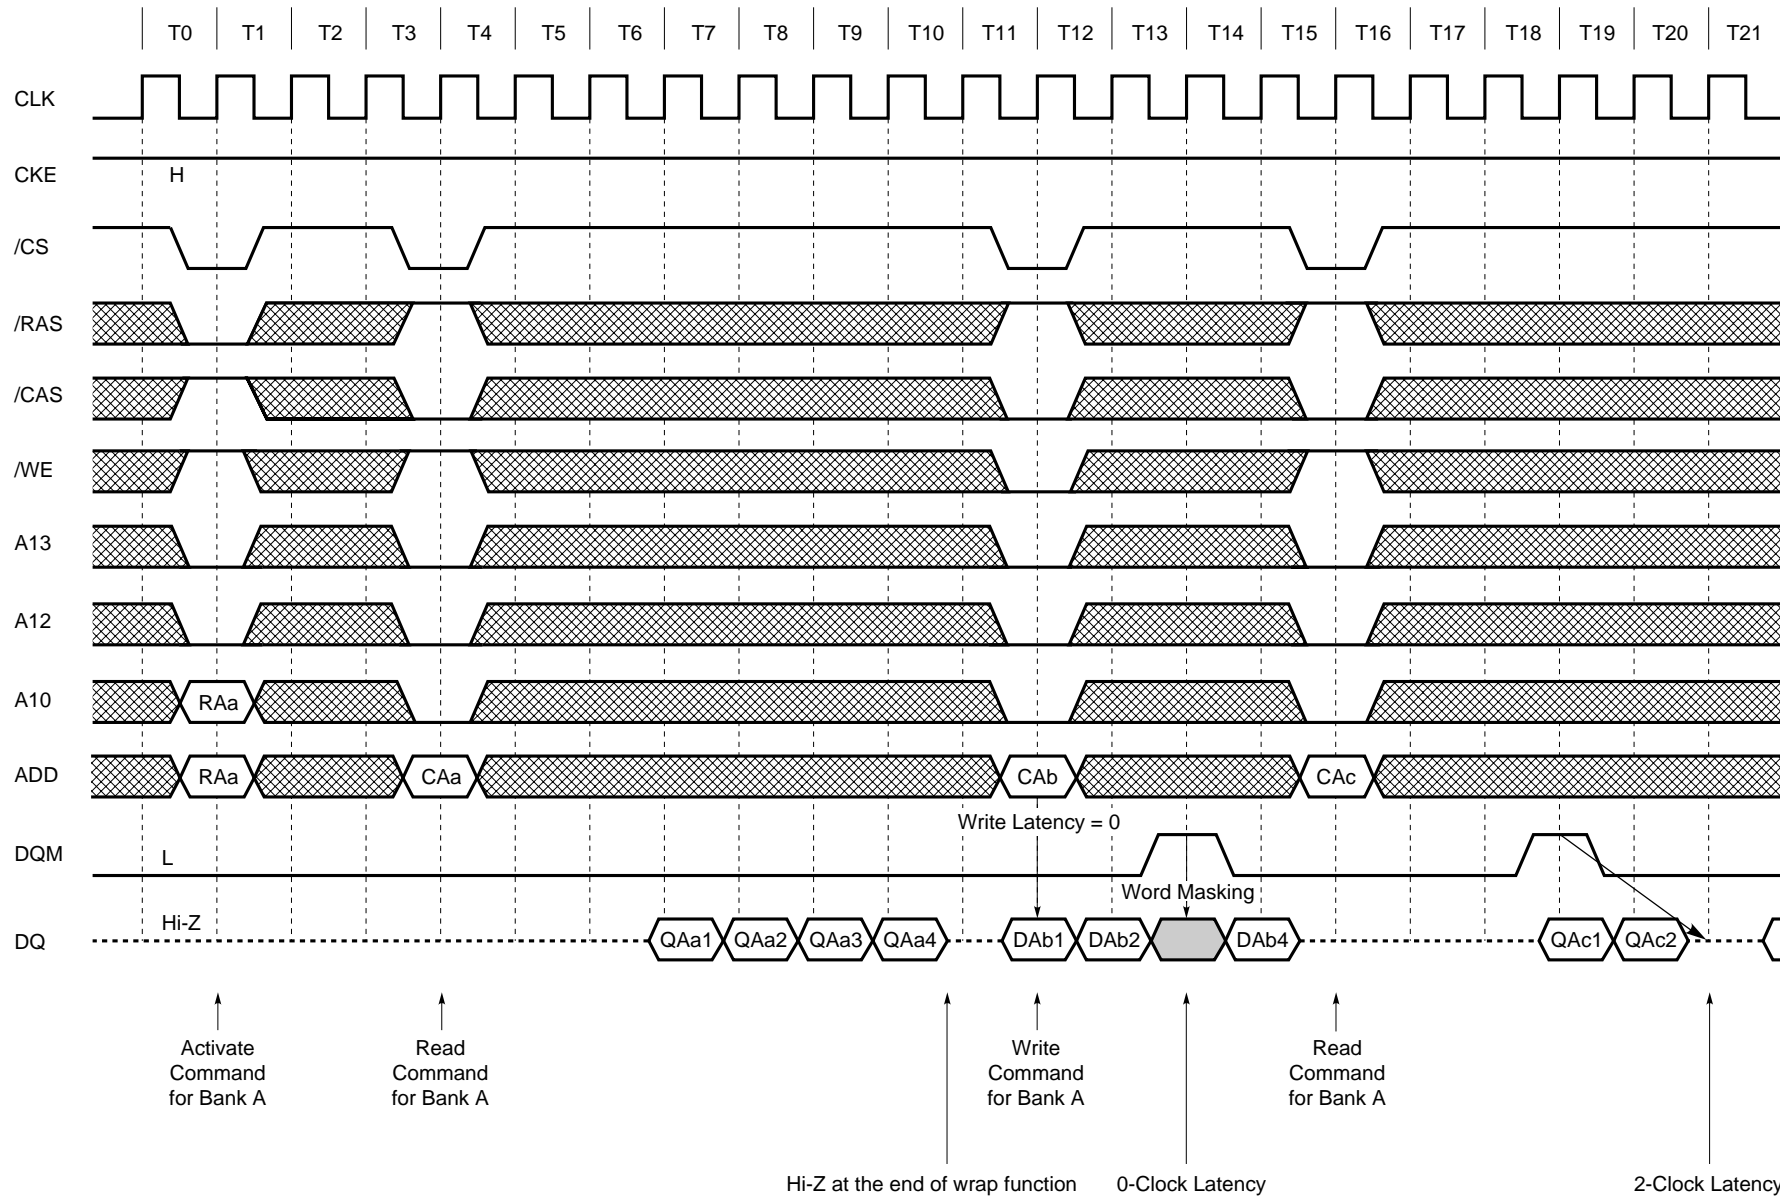 T0 T1 T2 T3 T4 T5 T6 T7 T8 T9 T10 T11 T12 T13 T14 T15 T16 T17 T18 T19 T20 T21
CLK
CKE H
/CS
/RAS
/CAS
/WE
A13
A12
A10 RAa
ADD RAa CAa CAb CAc
Write Latency = 0
DQM L
Word Masking
Hi-Z
DQ QAa1 QAa2 QAa3 QAa4 DAb1 DAb2 DAb4 QAc1 QAc2
Activate
Command
for Bank A
Read
Command
for Bank A
Write
Command
for Bank A
Read
Command
for Bank A
Hi-Z at the end of wrap function
0-Clock Latency
2-Clock Latency